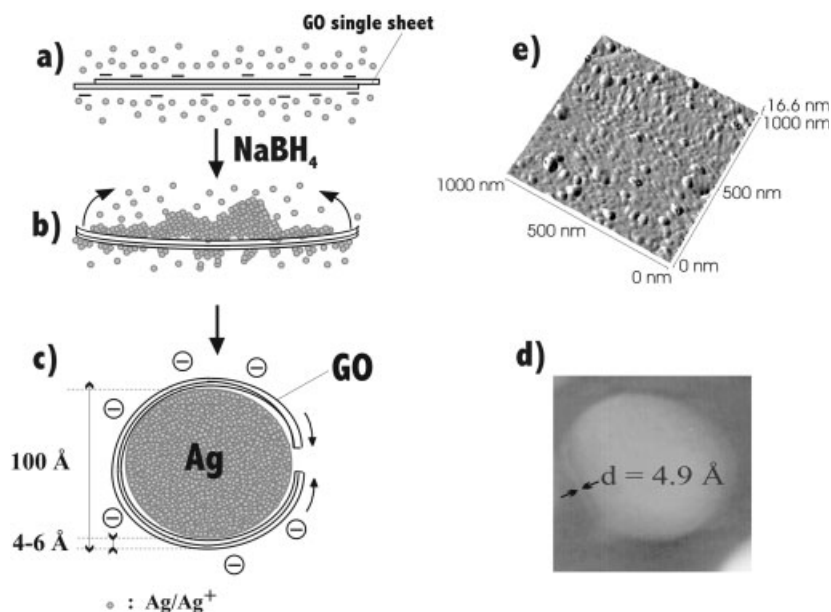 GO single sheet
a)
NaBH4
b)
c)
GO
Ag
100 Å
4-6 Å
: Ag/Ag+
e)
16.6 nm
1000 nm
1000 nm
500 nm
500 nm
0 nm
0 nm
d)
d = 4.9 Å